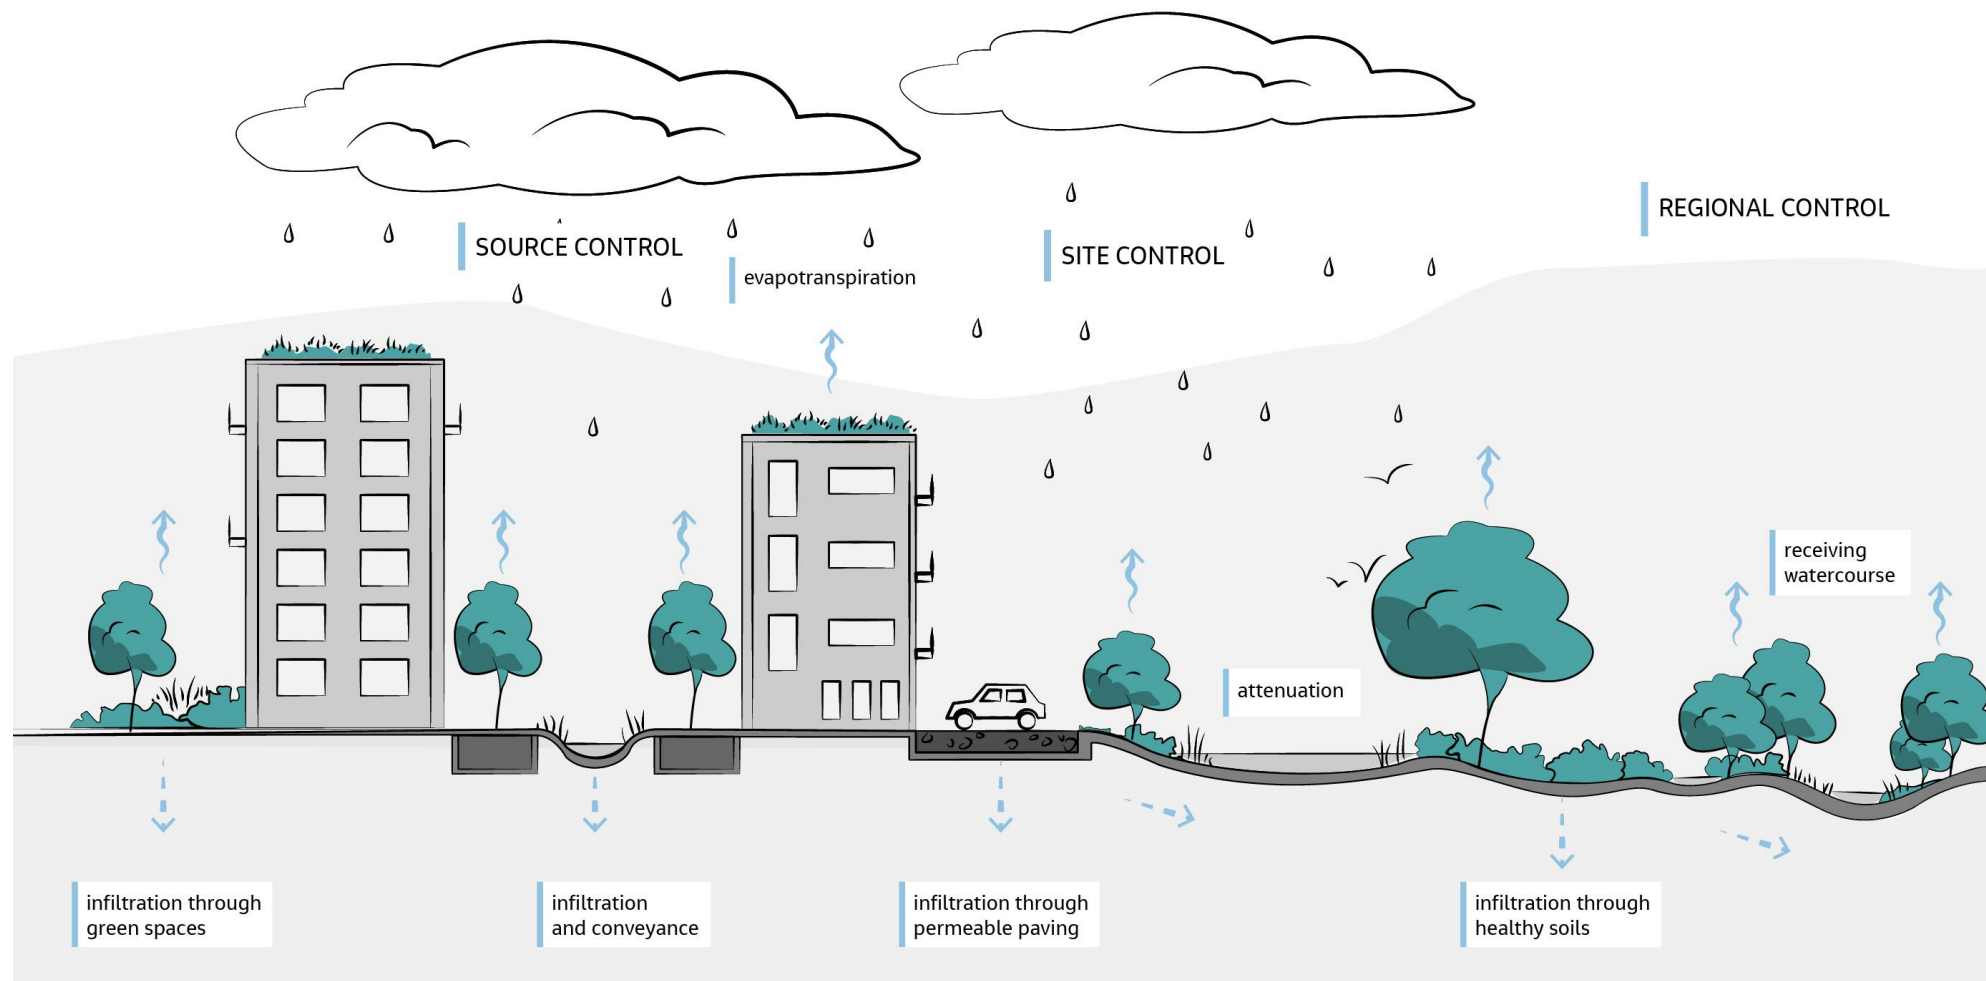 REGIONAL CONTROL
SOURCE CONTROL
SITE CONTROL
evapotranspiration
receiving
watercourse
attenuation
infiltration through
green spaces
infiltration
and conveyance
infiltration through
permeable paving
infiltration through
healthy soils